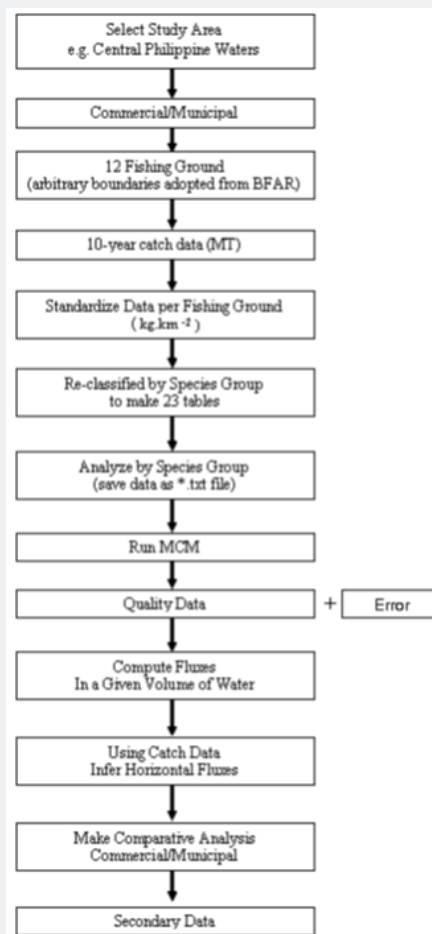 Select Study Area
e.g. Central Philippine Waters
Commercial/Municipal
12 Fishing Ground
(arbitrary boundaries adopted from BFAR)
10-year catch data (MT)
Standardize Data per Fishing Ground
( kg.km⁻² )
Re-classified by Species Group
to make 23 tables
Analyze by Species Group
(save data as *.txt file)
Run MCM
Quality Data + Error
Compute Fluxes
In a Given Volume of Water
Using Catch Data
Infer Horizontal Fluxes
Make Comparative Analysis
Commercial/Municipal
Secondary Data